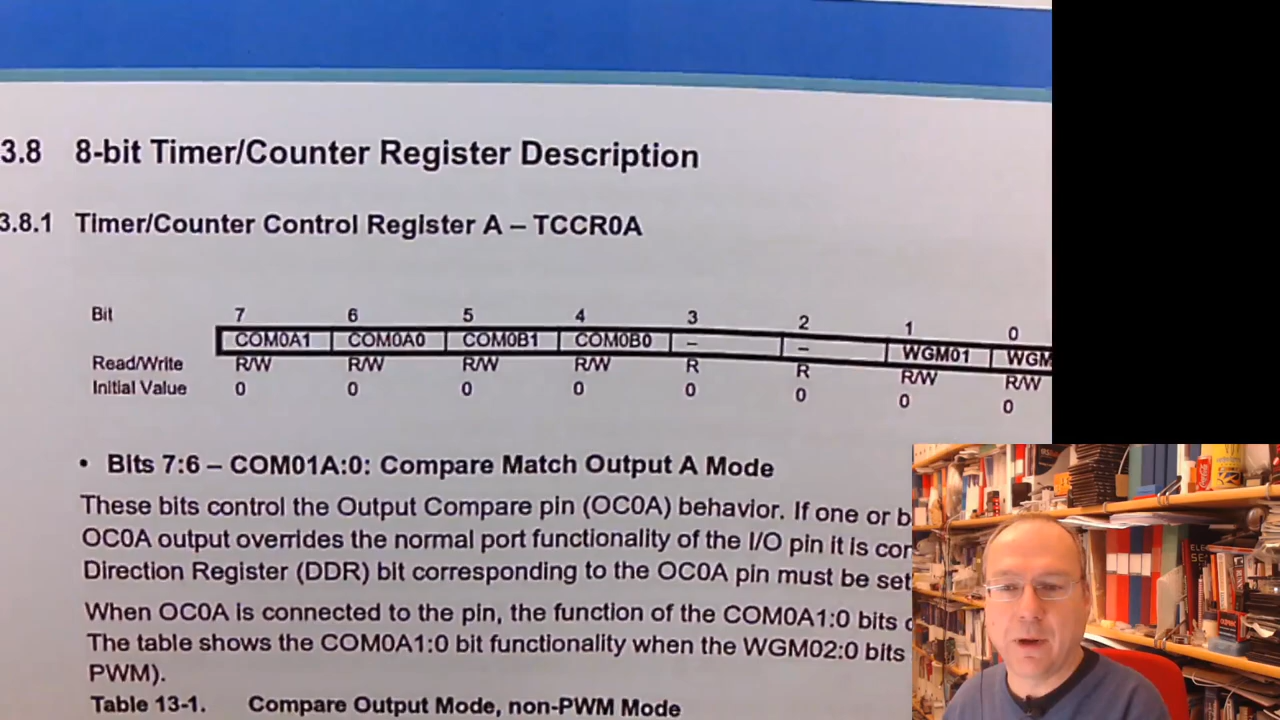 3.8 8-bit Timer/Counter Register Description
3.8.1 Timer/Counter Control Register A – TCCR0A
Bit 7 6 5 4 3 2 1 0
COM0A1 COM0A0 COM0B1 COM0B0 – – WGM01 WGM
Read/Write R/W R/W R/W R/W R R R/W R/W
Initial Value 0 0 0 0 0 0 0 0
• Bits 7:6 – COM01A:0: Compare Match Output A Mode
These bits control the Output Compare pin (OC0A) behavior. If one or b
OC0A output overrides the normal port functionality of the I/O pin it is cor
Direction Register (DDR) bit corresponding to the OC0A pin must be set
When OC0A is connected to the pin, the function of the COM0A1:0 bits
The table shows the COM0A1:0 bit functionality when the WGM02:0 bits
PWM).
Table 13-1. Compare Output Mode, non-PWM Mode